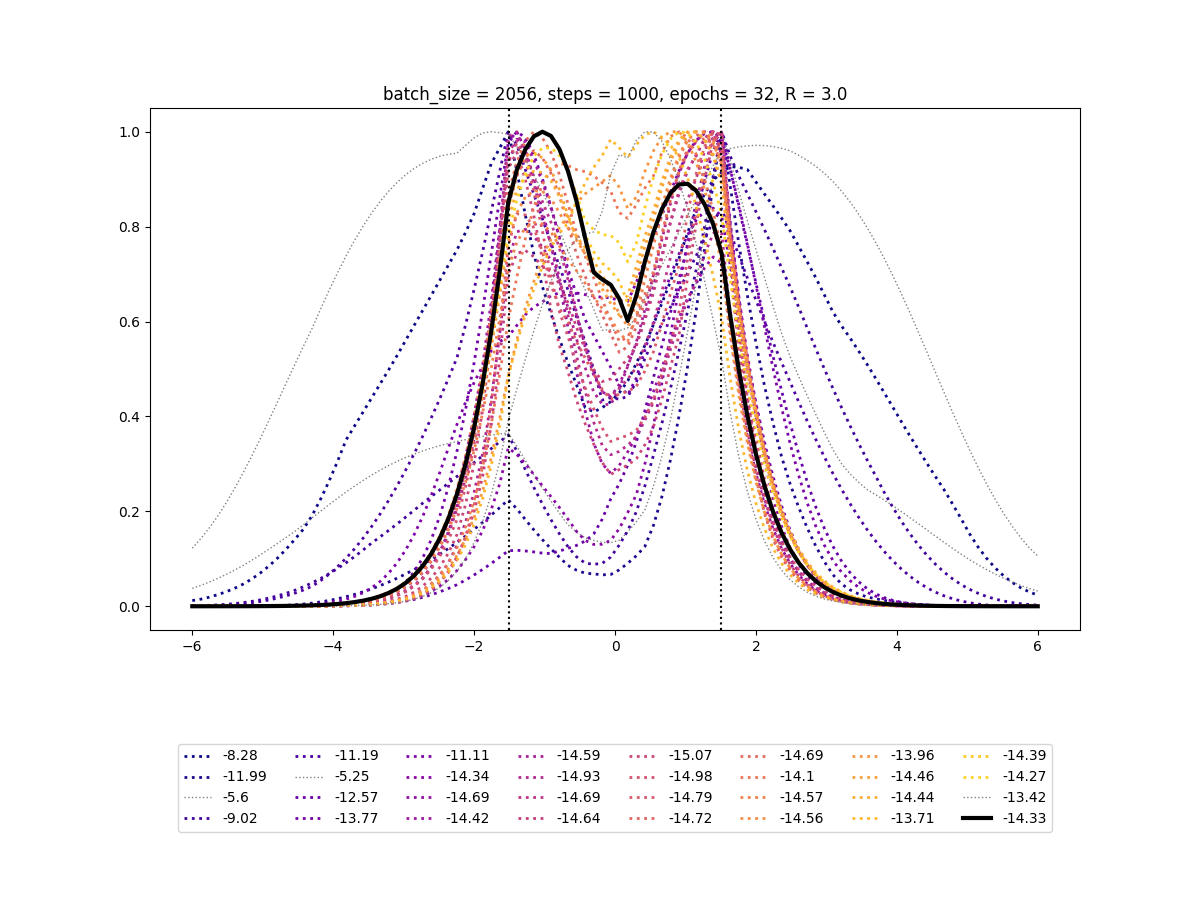 batch_size = 2056, steps = 1000, epochs = 32, R = 3.0
1.0
0.8
0.6
0.4
0.2
0.0
−6 −4 −2 0 2 4 6
-8.28 -11.19 -11.11 -14.59 -15.07 -14.69 -13.96 -14.39
-11.99 -5.25 -14.34 -14.93 -14.98 -14.1 -14.46 -14.27
-5.6 -12.57 -14.69 -14.69 -14.79 -14.57 -14.44 -13.42
-9.02 -13.77 -14.42 -14.64 -14.72 -14.56 -13.71 -14.33